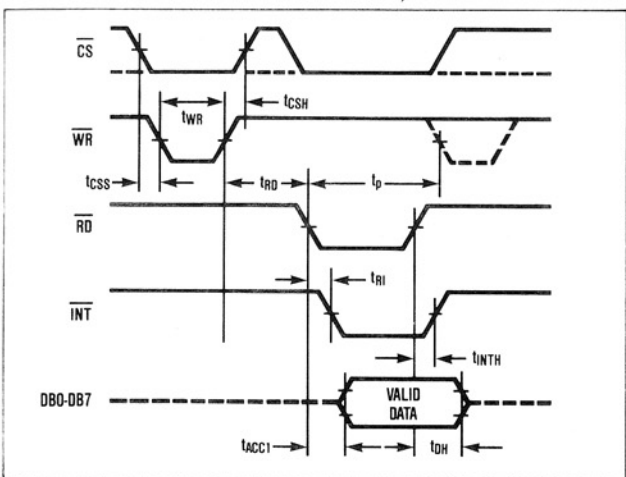 CS
tCSH
tWR
WR
tCSS
tRD
tP
RD
tRI
INT
tINTH
DB0-DB7
VALID
DATA
tACC1
tDH